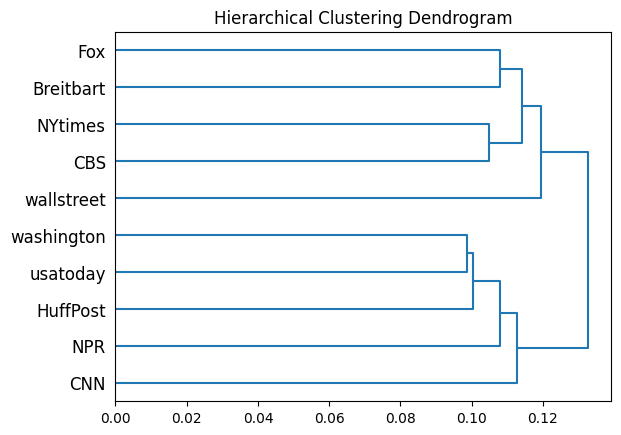 Hierarchical Clustering Dendrogram
Fox
Breitbart
NYtimes
CBS
wallstreet
washington
usatoday
HuffPost
NPR
CNN
0.00 0.02 0.04 0.06 0.08 0.10 0.12